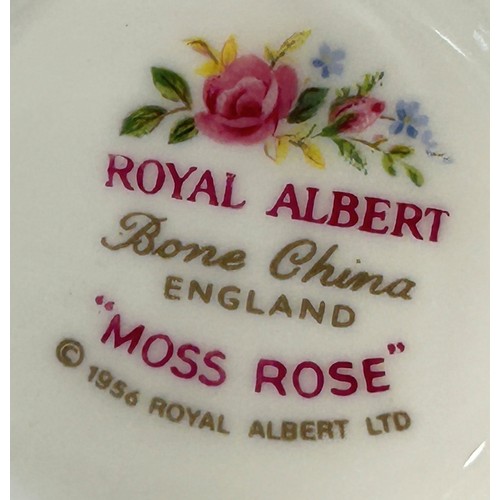 ROYAL ALBERT
Bone China
ENGLAND
"MOSS ROSE"
© 1956 ROYAL ALBERT LTD